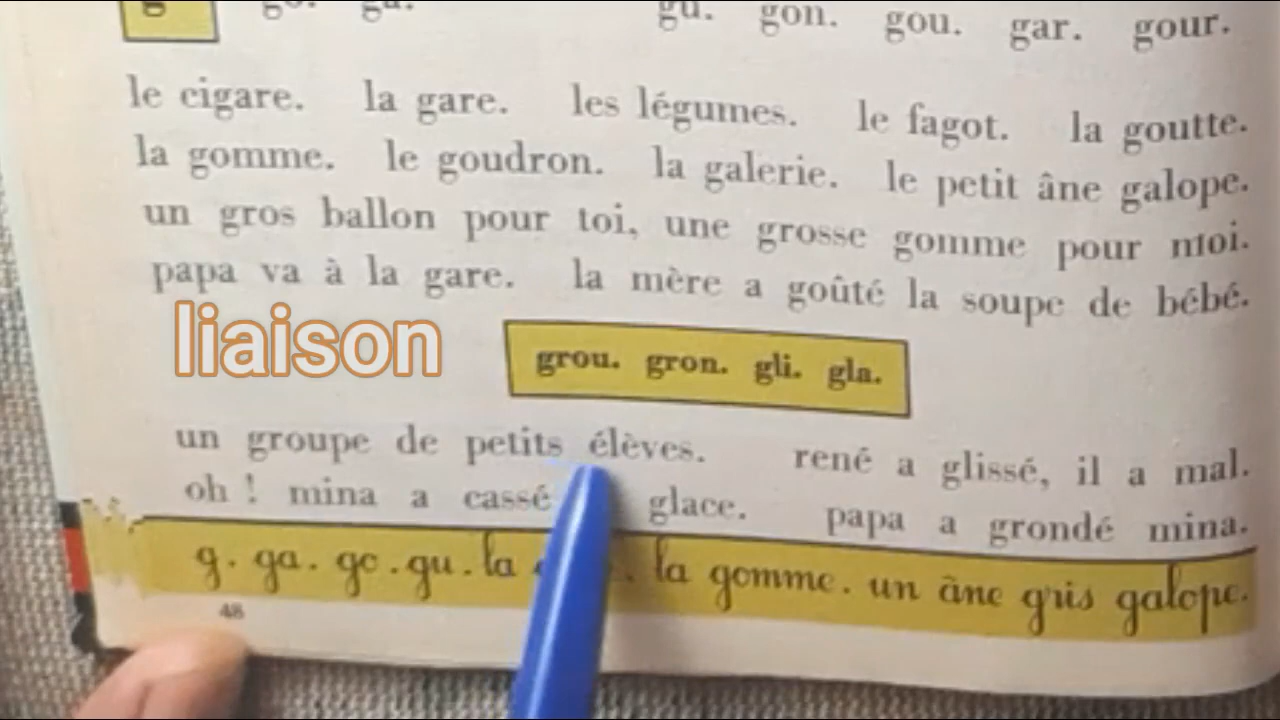 gu. gon. gou. gar. gour.
le cigare. la gare. les légumes. le fagot. la goutte.
la gomme. le goudron. la galerie. le petit âne galope.
un gros ballon pour toi, une grosse gomme pour moi.
papa va à la gare. la mère a goûté la soupe de bébé.
liaison
grou. gron. gli. gla.
un groupe de petits élèves. rené a glissé, il a mal.
oh ! mina a cassé glace. papa a grondé mina.
g. ga. go. gu. la la gomme. un âne gris galope.
48